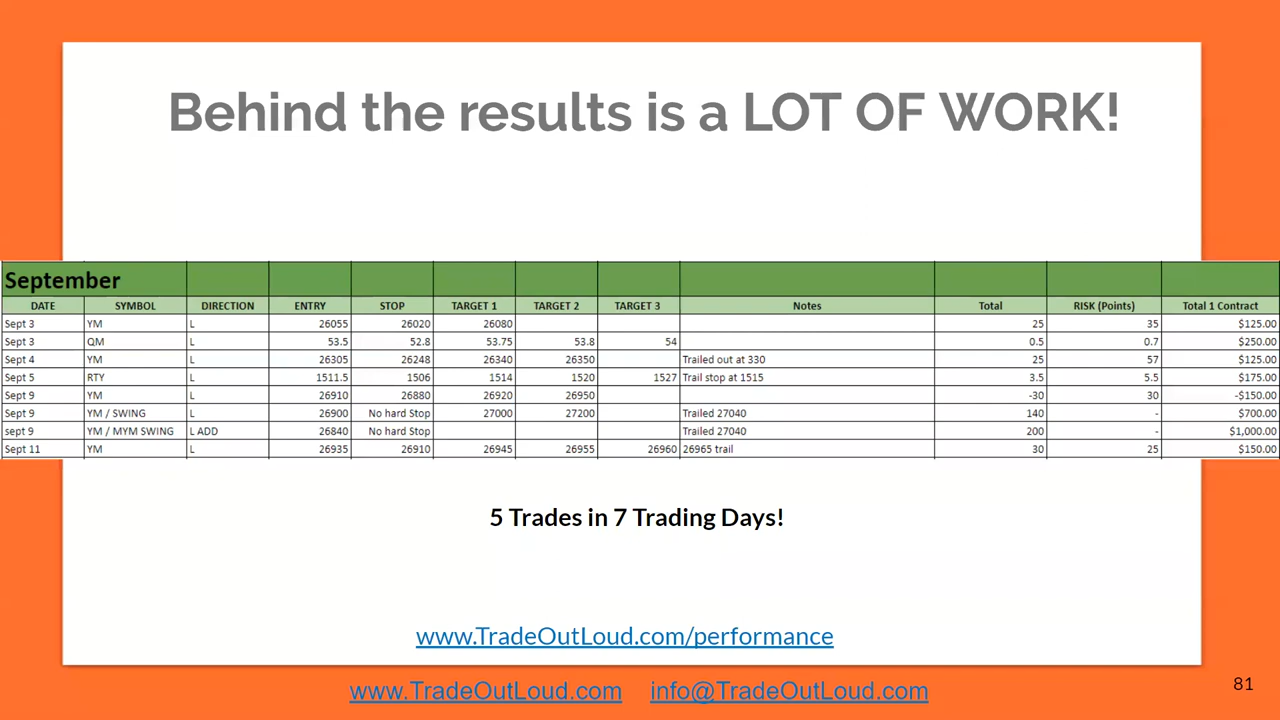 Behind the results is a LOT OF WORK!
September
DATE SYMBOL DIRECTION ENTRY STOP TARGET 1 TARGET 2 TARGET 3 Notes Total RISK (Points) Total 1 Contract
Sept 3 YM L 26055 26020 26080 25 35 $125.00
Sept 3 QM L 53.5 52.8 53.75 53.8 54 0.5 0.7 $250.00
Sept 4 YM L 26305 26248 26340 26350 Trailed out at 330 25 57 $125.00
Sept 5 RTY L 1511.5 1506 1514 1520 1527 Trail stop at 1515 3.5 5.5 $175.00
Sept 9 YM L 26910 26880 26920 26950 -30 30 -$150.00
Sept 9 YM / SWING L 26900 No hard Stop 27000 27200 Trailed 27040 140 - $700.00
sept 9 YM / MYM SWING L ADD 26840 No hard Stop Trailed 27040 200 - $1,000.00
Sept 11 YM L 26935 26910 26945 26955 26960 26965 trail 30 25 $150.00
5 Trades in 7 Trading Days!
www.TradeOutLoud.com/performance
www.TradeOutLoud.com info@TradeOutLoud.com
81